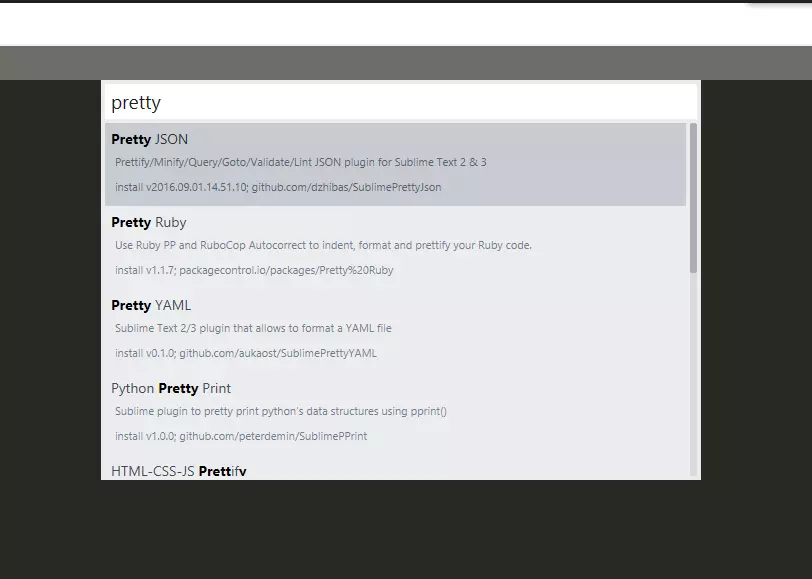 pretty
Pretty JSON
Prettify/Minify/Query/Goto/Validate/Lint JSON plugin for Sublime Text 2 & 3
install v2016.09.01.14.51.10; github.com/dzhibas/SublimePrettyJson
Pretty Ruby
Use Ruby PP and RuboCop Autocorrect to indent, format and prettify your Ruby code.
install v1.1.7; packagecontrol.io/packages/Pretty%20Ruby
Pretty YAML
Sublime Text 2/3 plugin that allows to format a YAML file
install v0.1.0; github.com/aukaost/SublimePrettyYAML
Python Pretty Print
Sublime plugin to pretty print python's data structures using pprint()
install v1.0.0; github.com/peterdemin/SublimePPrint
HTML-CSS-JS Prettify